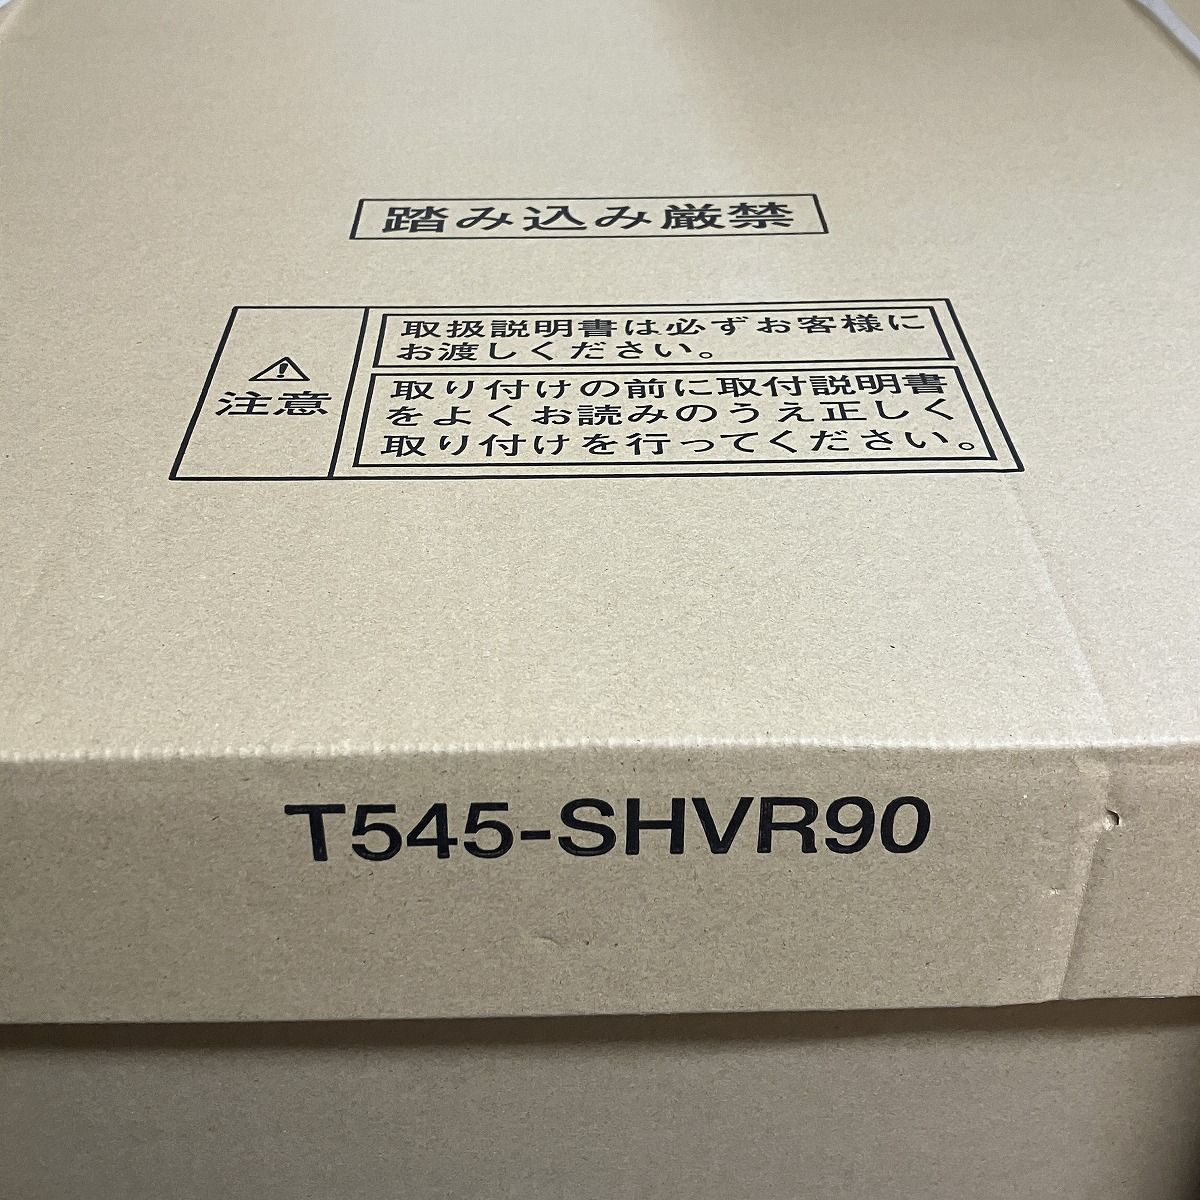 踏み込み厳禁
取扱説明書は必ずお客様に
お渡しください。
注意
取り付けの前に取付説明書
をよくお読みのうえ正しく
取り付けを行ってください。
T545-SHVR90